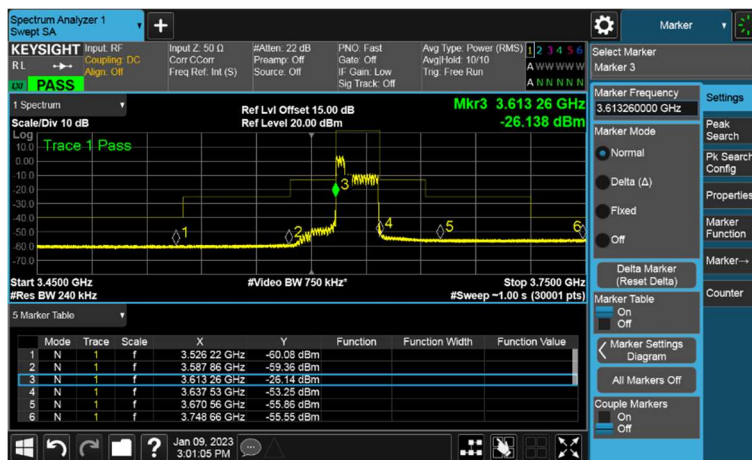 Spectrum Analyzer 1
Swept SA
KEYSIGHT Input: RF
RL
Coupling: DC
Align: Off
PASS
Input Z: 50 Ω
Corr CCorr
Freq Ref: Int (S)
#Atten: 22 dB
Preamp: Off
Source: Off
PNO: Fast
Gate: Off
IF Gain: Low
Sig Track: Off
Avg Type: Power (RMS)
Avg|Hold: 10/10
Trig: Free Run
1 2 3 4 5 6
A W W W W W
A N N N N N
Marker
Select Marker
Marker 3
1 Spectrum
Scale/Div 10 dB
Ref Lvl Offset 15.00 dB
Ref Level 20.00 dBm
Mkr3 3.613 26 GHz
-26.138 dBm
Log
Trace 1 Pass
10.0
0.00
-10.0
-20.0
-30.0
-40.0
-50.0
-60.0
-70.0
1
2
3
4
5
6
Start 3.4500 GHz
#Res BW 240 kHz
#Video BW 750 kHz*
Stop 3.7500 GHz
#Sweep ~1.00 s (30001 pts)
5 Marker Table
Mode Trace Scale X Y Function Function Width Function Value
1 N 1 f 3.526 22 GHz -60.08 dBm
2 N 1 f 3.587 86 GHz -59.36 dBm
3 N 1 f 3.613 26 GHz -26.14 dBm
4 N 1 f 3.637 53 GHz -53.25 dBm
5 N 1 f 3.670 56 GHz -55.86 dBm
6 N 1 f 3.748 66 GHz -55.55 dBm
Jan 09, 2023
3:01:05 PM
Marker Frequency
3.613260000 GHz
Marker Mode
Normal
Delta (Δ)
Fixed
Off
Delta Marker
(Reset Delta)
Marker Table
On
Off
Marker Settings
Diagram
All Markers Off
Couple Markers
On
Off
Settings
Peak
Search
Pk Search
Config
Properties
Marker
Function
Marker→
Counter